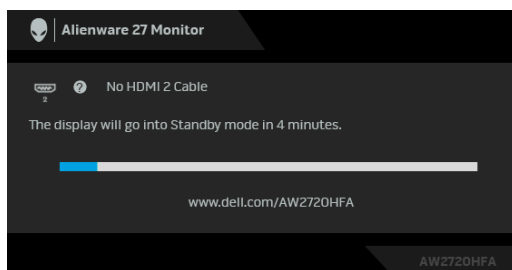 Alienware 27 Monitor
? No HDMI 2 Cable
2
The display will go into Standby mode in 4 minutes.
www.dell.com/AW2720HFA
AW2720HFA